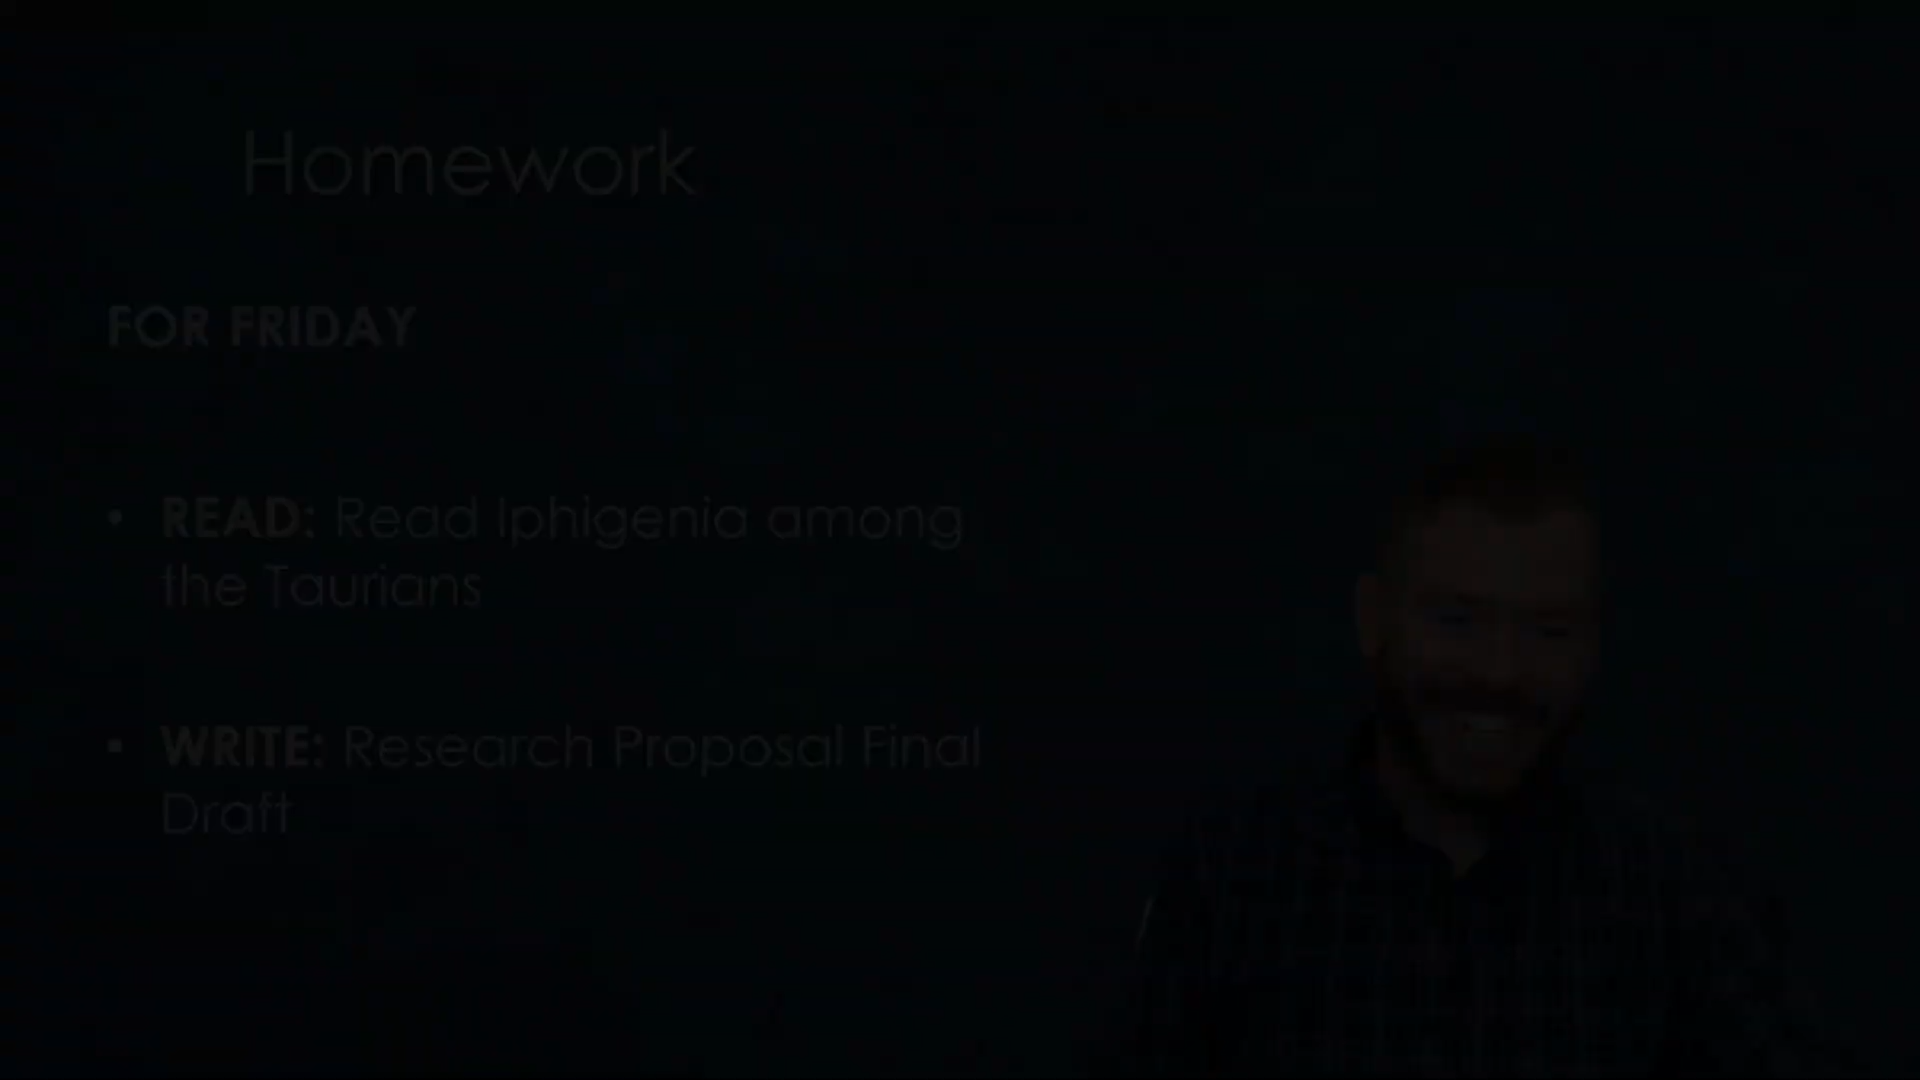 Homework
FOR FRIDAY
• READ: Read Iphigenia among
the Taurians
▪ WRITE: Research Proposal Final
Draft